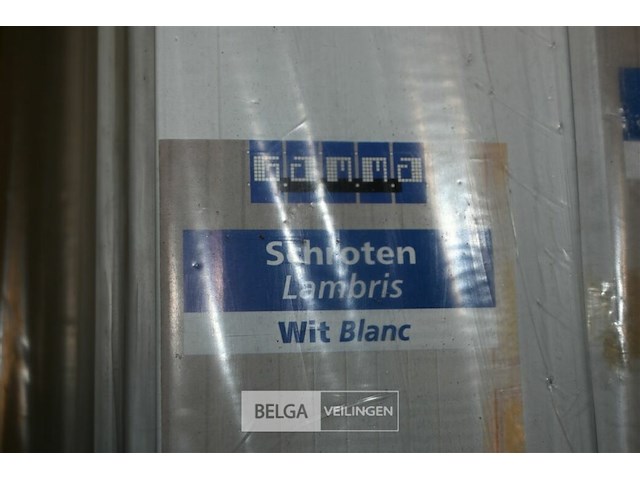 GAMMA
Schroten
Lambris
Wit Blanc
BELGA VEILINGEN